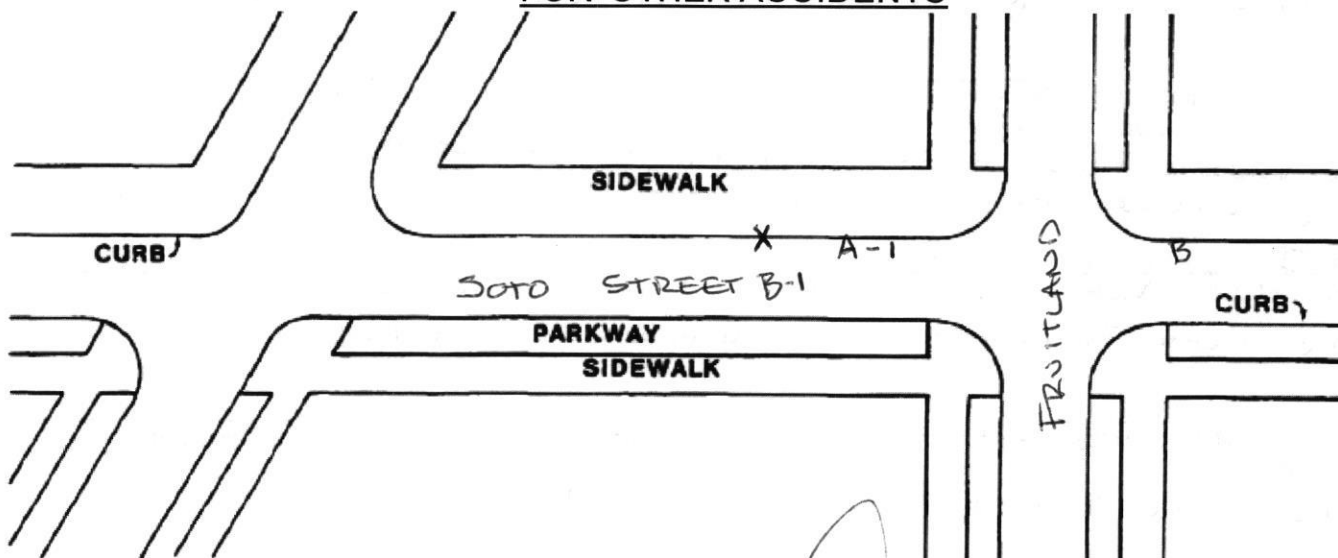 FOR OTHER ACCIDENTS
SIDEWALK
CURB
X
A-1
B
SOTO STREET B-1
FRUITLAND
CURB
PARKWAY
SIDEWALK